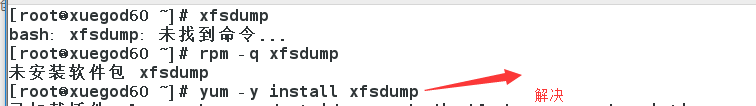 [root@xuegod60 ~]# xfsdump
bash: xfsdump: 未找到命令...
[root@xuegod60 ~]# rpm -q xfsdump
未安装软件包 xfsdump
[root@xuegod60 ~]# yum -y install xfsdump
解决